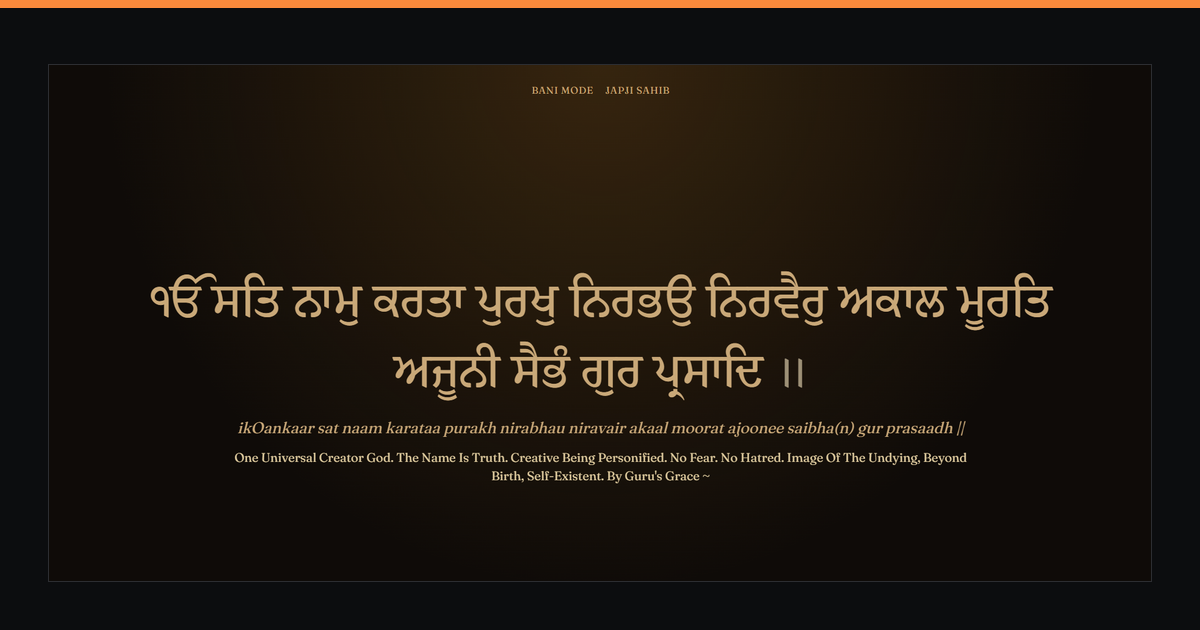 BANI MODE JAPJI SAHIB
ੴ ਸਤਿ ਨਾਮੁ ਕਰਤਾ ਪੁਰਖੁ ਨਿਰਭਉ ਨਿਰਵੈਰੁ ਅਕਾਲ ਮੂਰਤਿ
ਅਜੂਨੀ ਸੈਭੰ ਗੁਰ ਪ੍ਰਸਾਦਿ ॥
ikOankaar sat naam karataa purakh nirabhau niravair akaal moorat ajoonee saibha(n) gur prasaadh ||
One Universal Creator God. The Name Is Truth. Creative Being Personified. No Fear. No Hatred. Image Of The Undying, Beyond
Birth, Self-Existent. By Guru's Grace ~